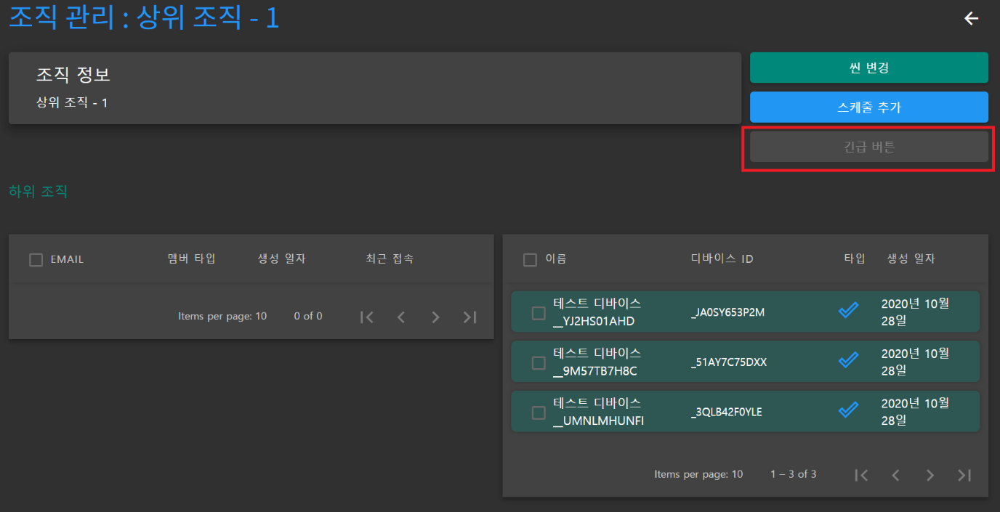 조직 관리 : 상위 조직 - 1
조직 정보
상위 조직 - 1
씬 변경
스케줄 추가
긴급 버튼
하위 조직
EMAIL 멤버 타입 생성 일자 최근 접속
Items per page: 10 0 of 0
이름 디바이스 ID 타입 생성 일자
테스트 디바이스
__YJ2HS01AHD
_JA0SY653P2M
2020년 10월
28일
테스트 디바이스
__9M57TB7H8C
_51AY7C75DXX
2020년 10월
28일
테스트 디바이스
__UMNLMHUNFI
_3QLB42F0YLE
2020년 10월
28일
Items per page: 10 1 – 3 of 3